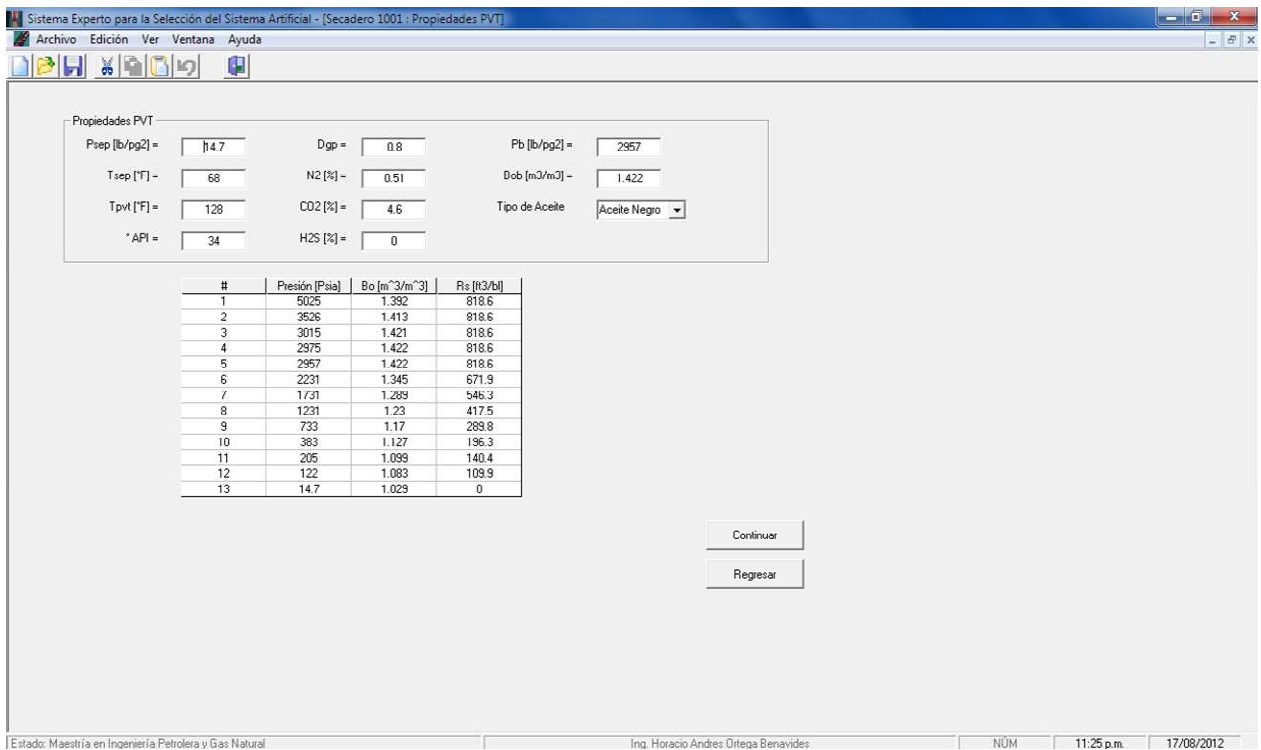 Sistema Experto para la Selección del Sistema Artificial - [Secadero 1001 : Propiedades PVT]
Archivo Edición Ver Ventana Ayuda
Propiedades PVT
Psep [lb/pg2] = 14.7 Dgp = 0.8 Pb [lb/pg2] = 2957
Tsep [°F] = 68 N2 [%] = 0.51 Bob [m3/m3] = 1.422
Tpvt [°F] = 128 CO2 [%] = 4.6 Tipo de Aceite Aceite Negro
° API = 34 H2S [%] = 0
# Presión [Psia] Bo [m^3/m^3] Rs [ft3/bl]
1 5025 1.392 818.6
2 3526 1.413 818.6
3 3015 1.421 818.6
4 2975 1.422 818.6
5 2957 1.422 818.6
6 2231 1.345 671.9
7 1731 1.289 546.3
8 1231 1.23 417.5
9 733 1.17 289.8
10 383 1.127 196.3
11 205 1.099 140.4
12 122 1.083 109.9
13 14.7 1.029 0
Continuar
Regresar
Estado: Maestría en Ingeniería Petrolera y Gas Natural Ing. Horacio Andres Ortega Benavides NÚM 11:25 p.m. 17/08/2012